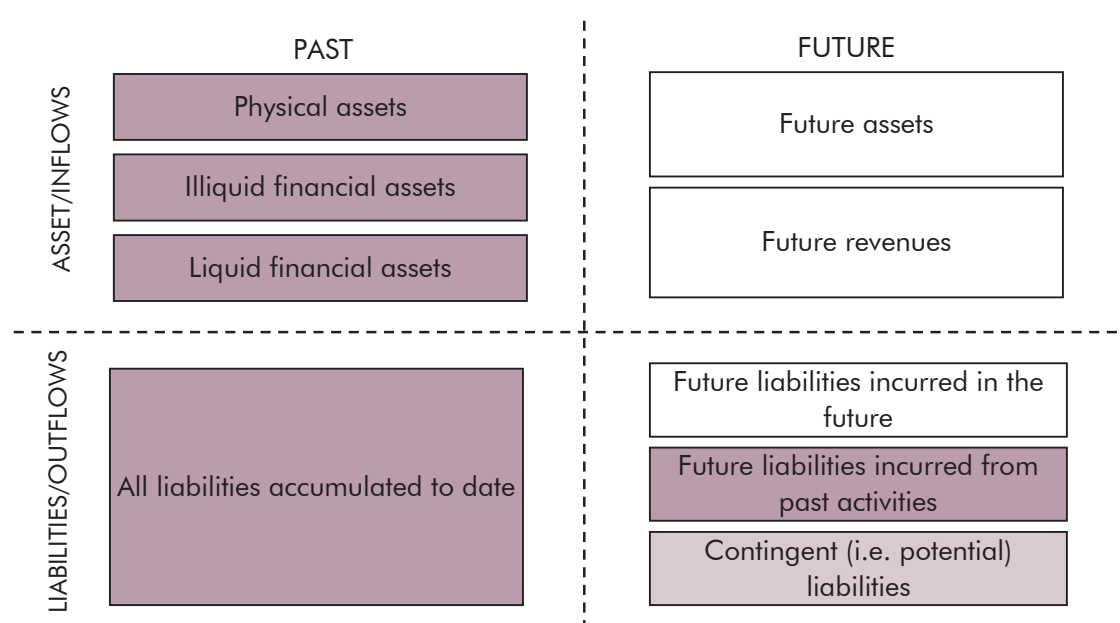 PAST
FUTURE
ASSET/INFLOWS
Physical assets
Illiquid financial assets
Liquid financial assets
Future assets
Future revenues
LIABILITIES/OUTFLOWS
All liabilities accumulated to date
Future liabilities incurred in the
future
Future liabilities incurred from
past activities
Contingent (i.e. potential)
liabilities